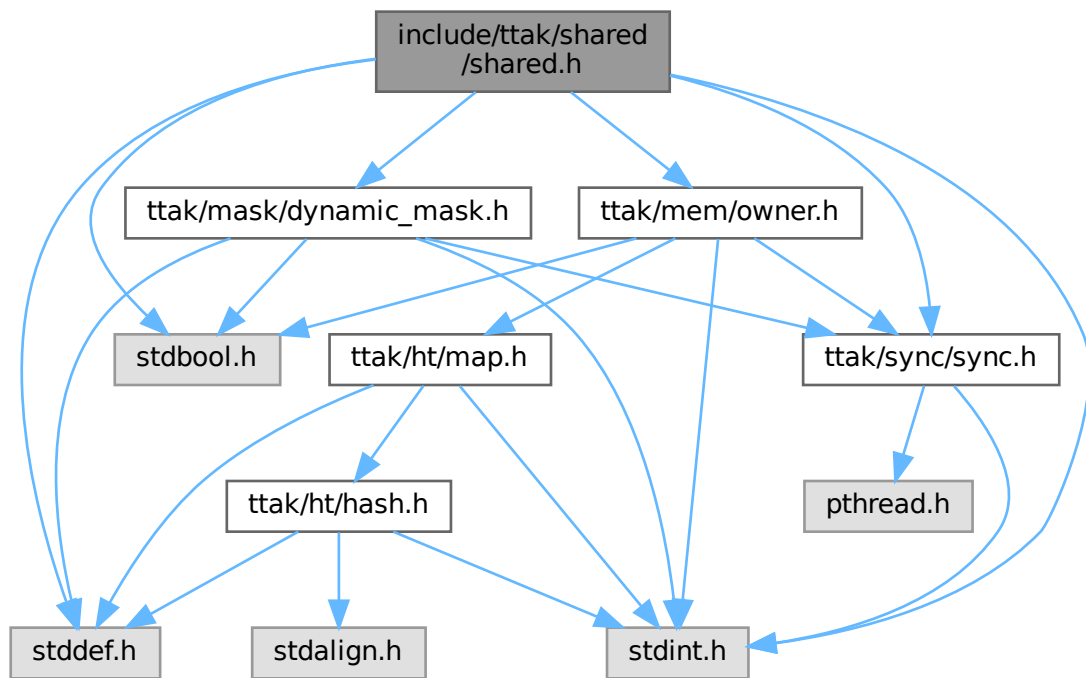 include/ttak/shared
/shared.h
ttak/mask/dynamic_mask.h
ttak/mem/owner.h
stdbool.h
ttak/ht/map.h
ttak/sync/sync.h
ttak/ht/hash.h
pthread.h
stddef.h
stdalign.h
stdint.h